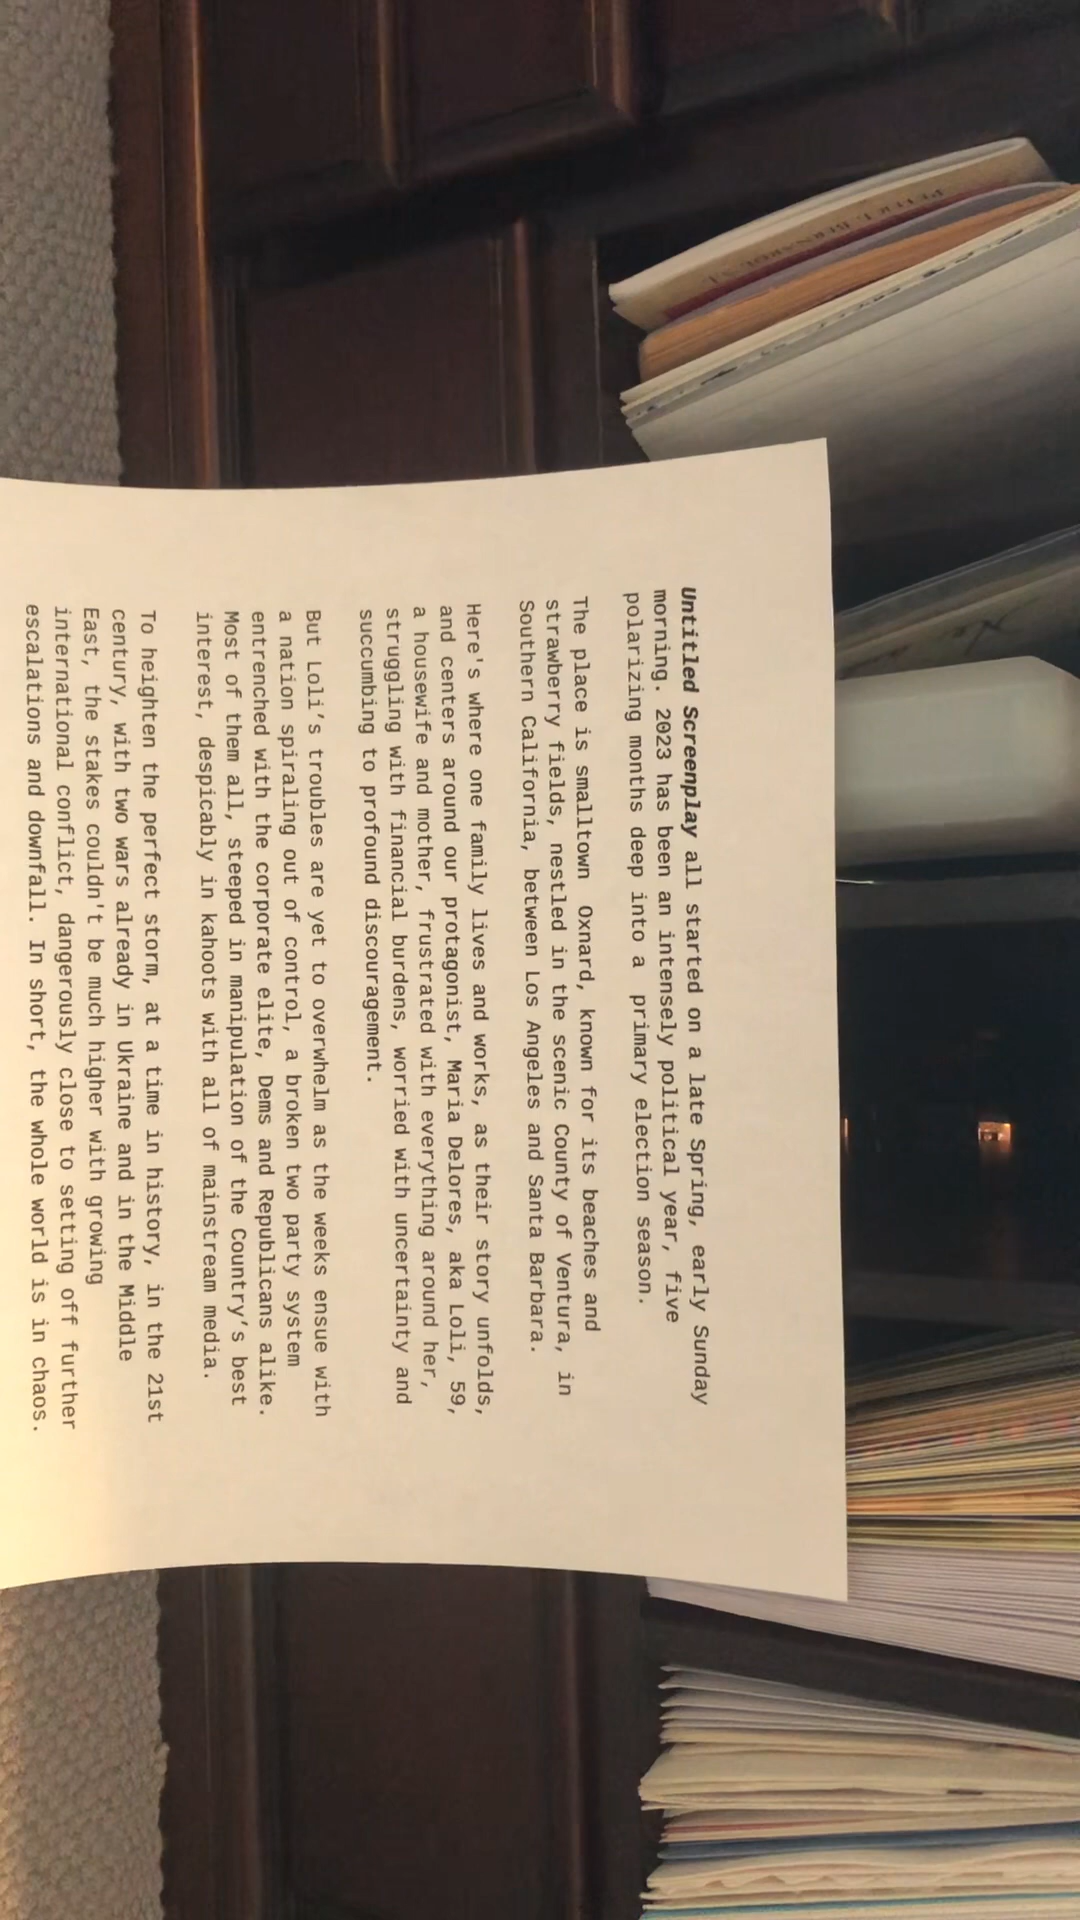 Untitled Screenplay all started on a late Spring, early Sunday
morning. 2023 has been an intensely political year, five
polarizing months deep into a primary election season.
The place is smalltown Oxnard, known for its beaches and
strawberry fields, nestled in the scenic County of Ventura, in
Southern California, between Los Angeles and Santa Barbara.
Here's where one family lives and works, as their story unfolds,
and centers around our protagonist, Maria Delores, aka Loli, 59,
a housewife and mother, frustrated with everything around her,
struggling with financial burdens, worried with uncertainty and
succumbing to profound discouragement.
But Loli's troubles are yet to overwhelm as the weeks ensue with
a nation spiraling out of control, a broken two party system
entrenched with the corporate elite, Dems and Republicans alike.
Most of them all, steeped in manipulation of the Country's best
interest, despicably in kahoots with all of mainstream media.
To heighten the perfect storm, at a time in history, in the 21st
century, with two wars already in Ukraine and in the Middle
East, the stakes couldn't be much higher with growing
international conflict, dangerously close to setting off further
escalations and downfall. In short, the whole world is in chaos.